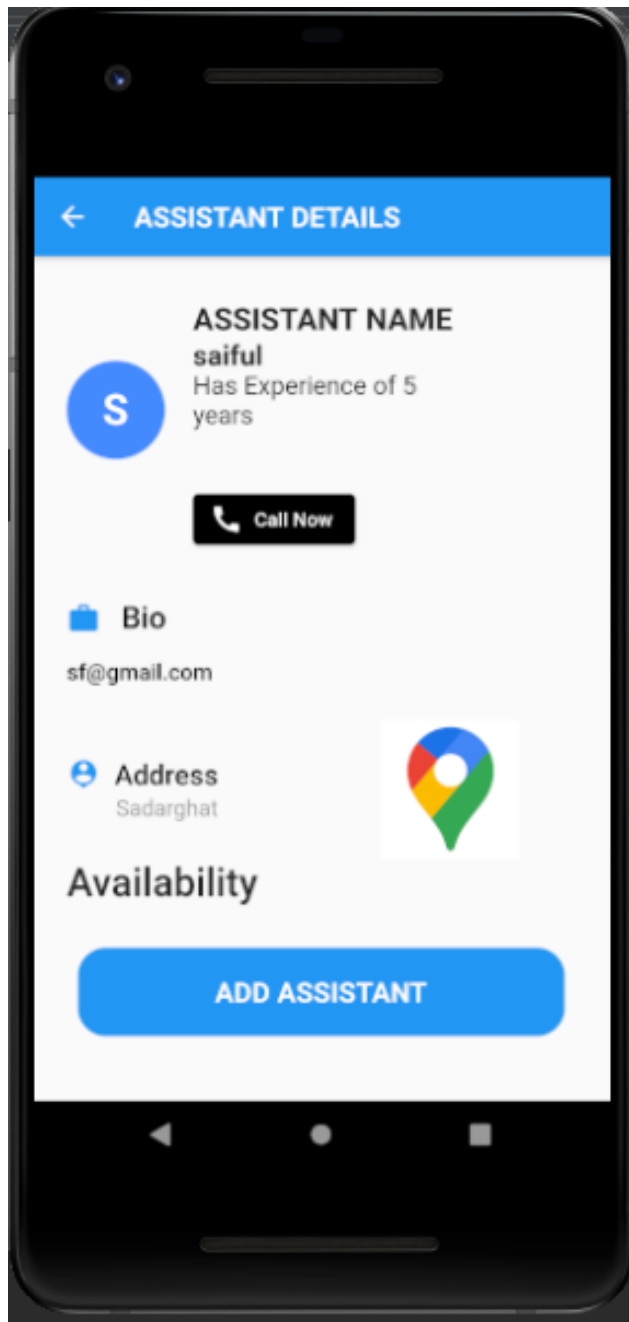 ASSISTANT DETAILS
ASSISTANT NAME
saiful
Has Experience of 5
years
S
Call Now
Bio
sf@gmail.com
Address
Sadarghat
Availability
ADD ASSISTANT